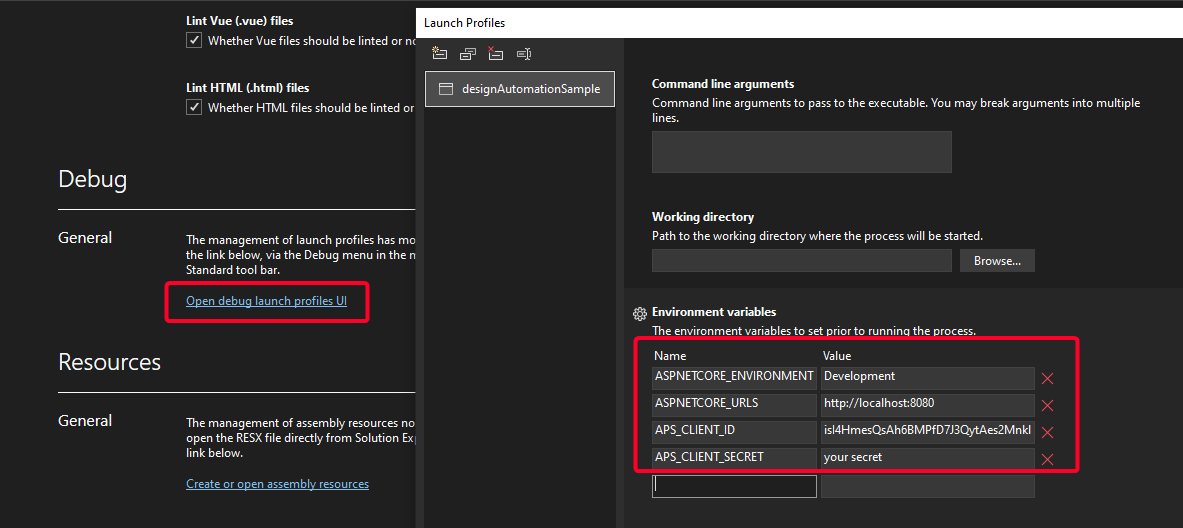 Lint Vue (.vue) files
Whether Vue files should be linted or no
Lint HTML (.html) files
Whether HTML files should be linted or
Debug
General
The management of launch profiles has mo
the link below, via the Debug menu in the n
Standard tool bar.
Open debug launch profiles UI
Resources
General
The management of assembly resources no
open the RESX file directly from Solution Exp
link below.
Create or open assembly resources
Launch Profiles
designAutomationSample
Command line arguments
Command line arguments to pass to the executable. You may break arguments into multiple
lines.
Working directory
Path to the working directory where the process will be started.
Browse...
Environment variables
The environment variables to set prior to running the process.
Name Value
ASPNETCORE_ENVIRONMENT Development
ASPNETCORE_URLS http://localhost:8080
APS_CLIENT_ID isl4HmesQsAh6BMPfD7J3QytAes2Mnkl
APS_CLIENT_SECRET your secret